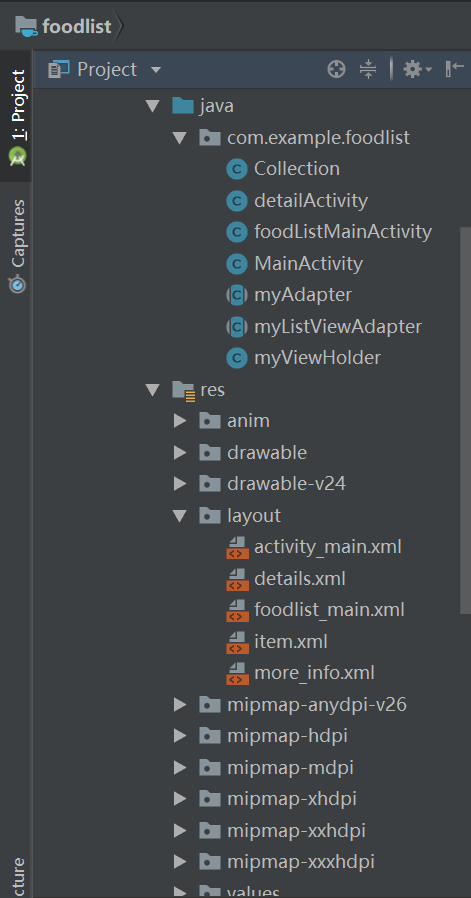 foodlist
Project
1: Project
java
com.example.foodlist
Collection
detailActivity
Captures
foodListMainActivity
MainActivity
myAdapter
myListViewAdapter
myViewHolder
res
anim
drawable
drawable-v24
layout
activity_main.xml
details.xml
foodlist_main.xml
item.xml
more_info.xml
mipmap-anydpi-v26
mipmap-hdpi
mipmap-mdpi
mipmap-xhdpi
mipmap-xxhdpi
mipmap-xxxhdpi
cture
values